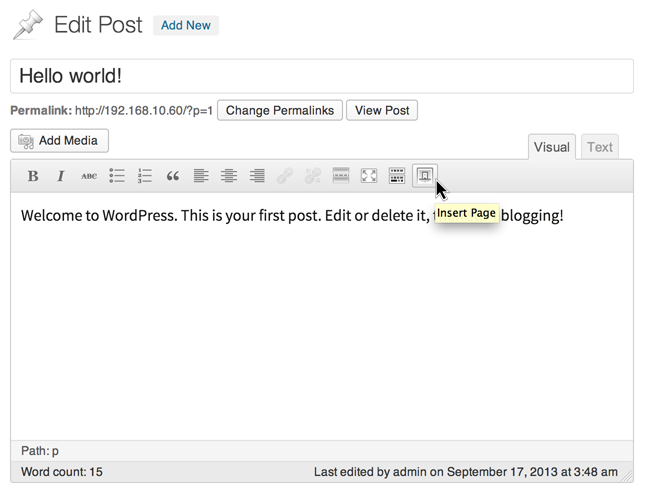 Edit Post Add New
Hello world!
Permalink: http://192.168.10.60/?p=1 Change Permalinks View Post
Add Media Visual Text
B I ABC
Welcome to WordPress. This is your first post. Edit or delete it, blogging!
Insert Page
Path: p
Word count: 15 Last edited by admin on September 17, 2013 at 3:48 am